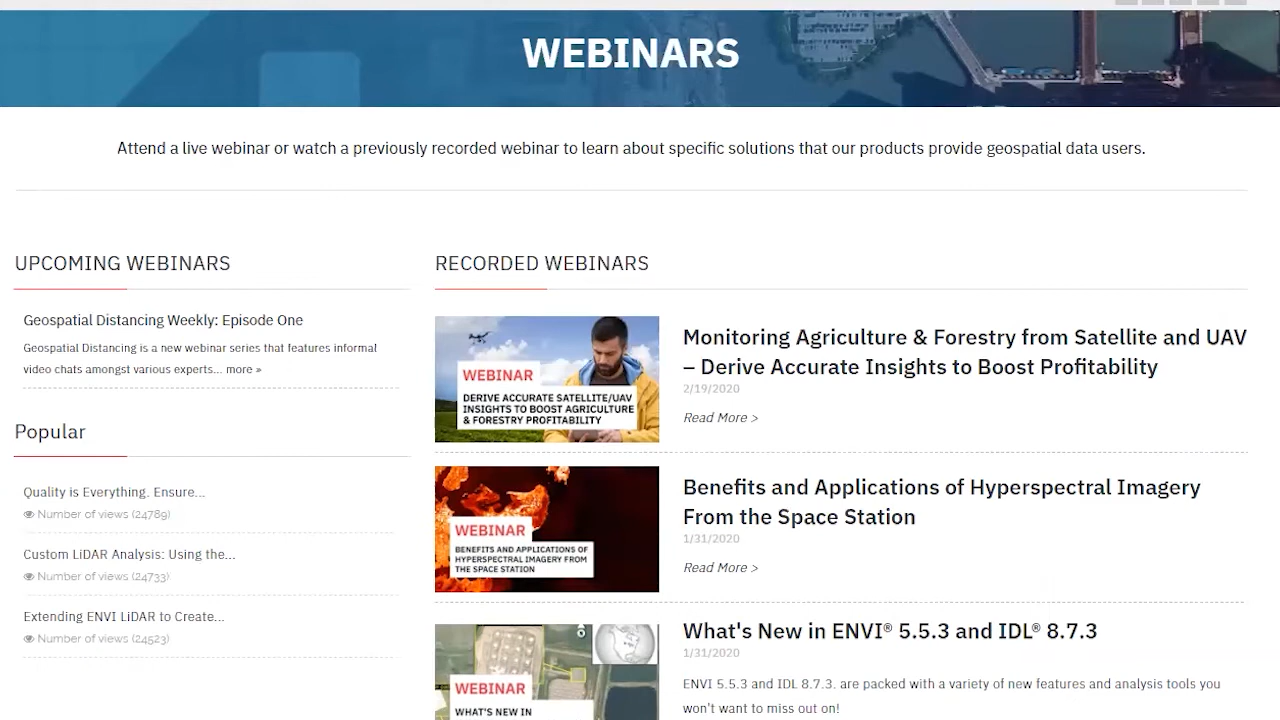 WEBINARS
Attend a live webinar or watch a previously recorded webinar to learn about specific solutions that our products provide geospatial data users.
UPCOMING WEBINARS
Geospatial Distancing Weekly: Episode One
Geospatial Distancing is a new webinar series that features informal
video chats amongst various experts... more »
Popular
Quality is Everything. Ensure...
Number of views (24789)
Custom LiDAR Analysis: Using the...
Number of views (24733)
Extending ENVI LiDAR to Create...
Number of views (24523)
RECORDED WEBINARS
WEBINAR
DERIVE ACCURATE SATELLITE/UAV
INSIGHTS TO BOOST AGRICULTURE
& FORESTRY PROFITABILITY
Monitoring Agriculture & Forestry from Satellite and UAV
– Derive Accurate Insights to Boost Profitability
2/19/2020
Read More >
WEBINAR
BENEFITS AND APPLICATIONS OF
HYPERSPECTRAL IMAGERY FROM
THE SPACE STATION
Benefits and Applications of Hyperspectral Imagery
From the Space Station
1/31/2020
Read More >
WEBINAR
WHAT'S NEW IN
What's New in ENVI® 5.5.3 and IDL® 8.7.3
1/31/2020
ENVI 5.5.3 and IDL 8.7.3. are packed with a variety of new features and analysis tools you
won't want to miss out on!